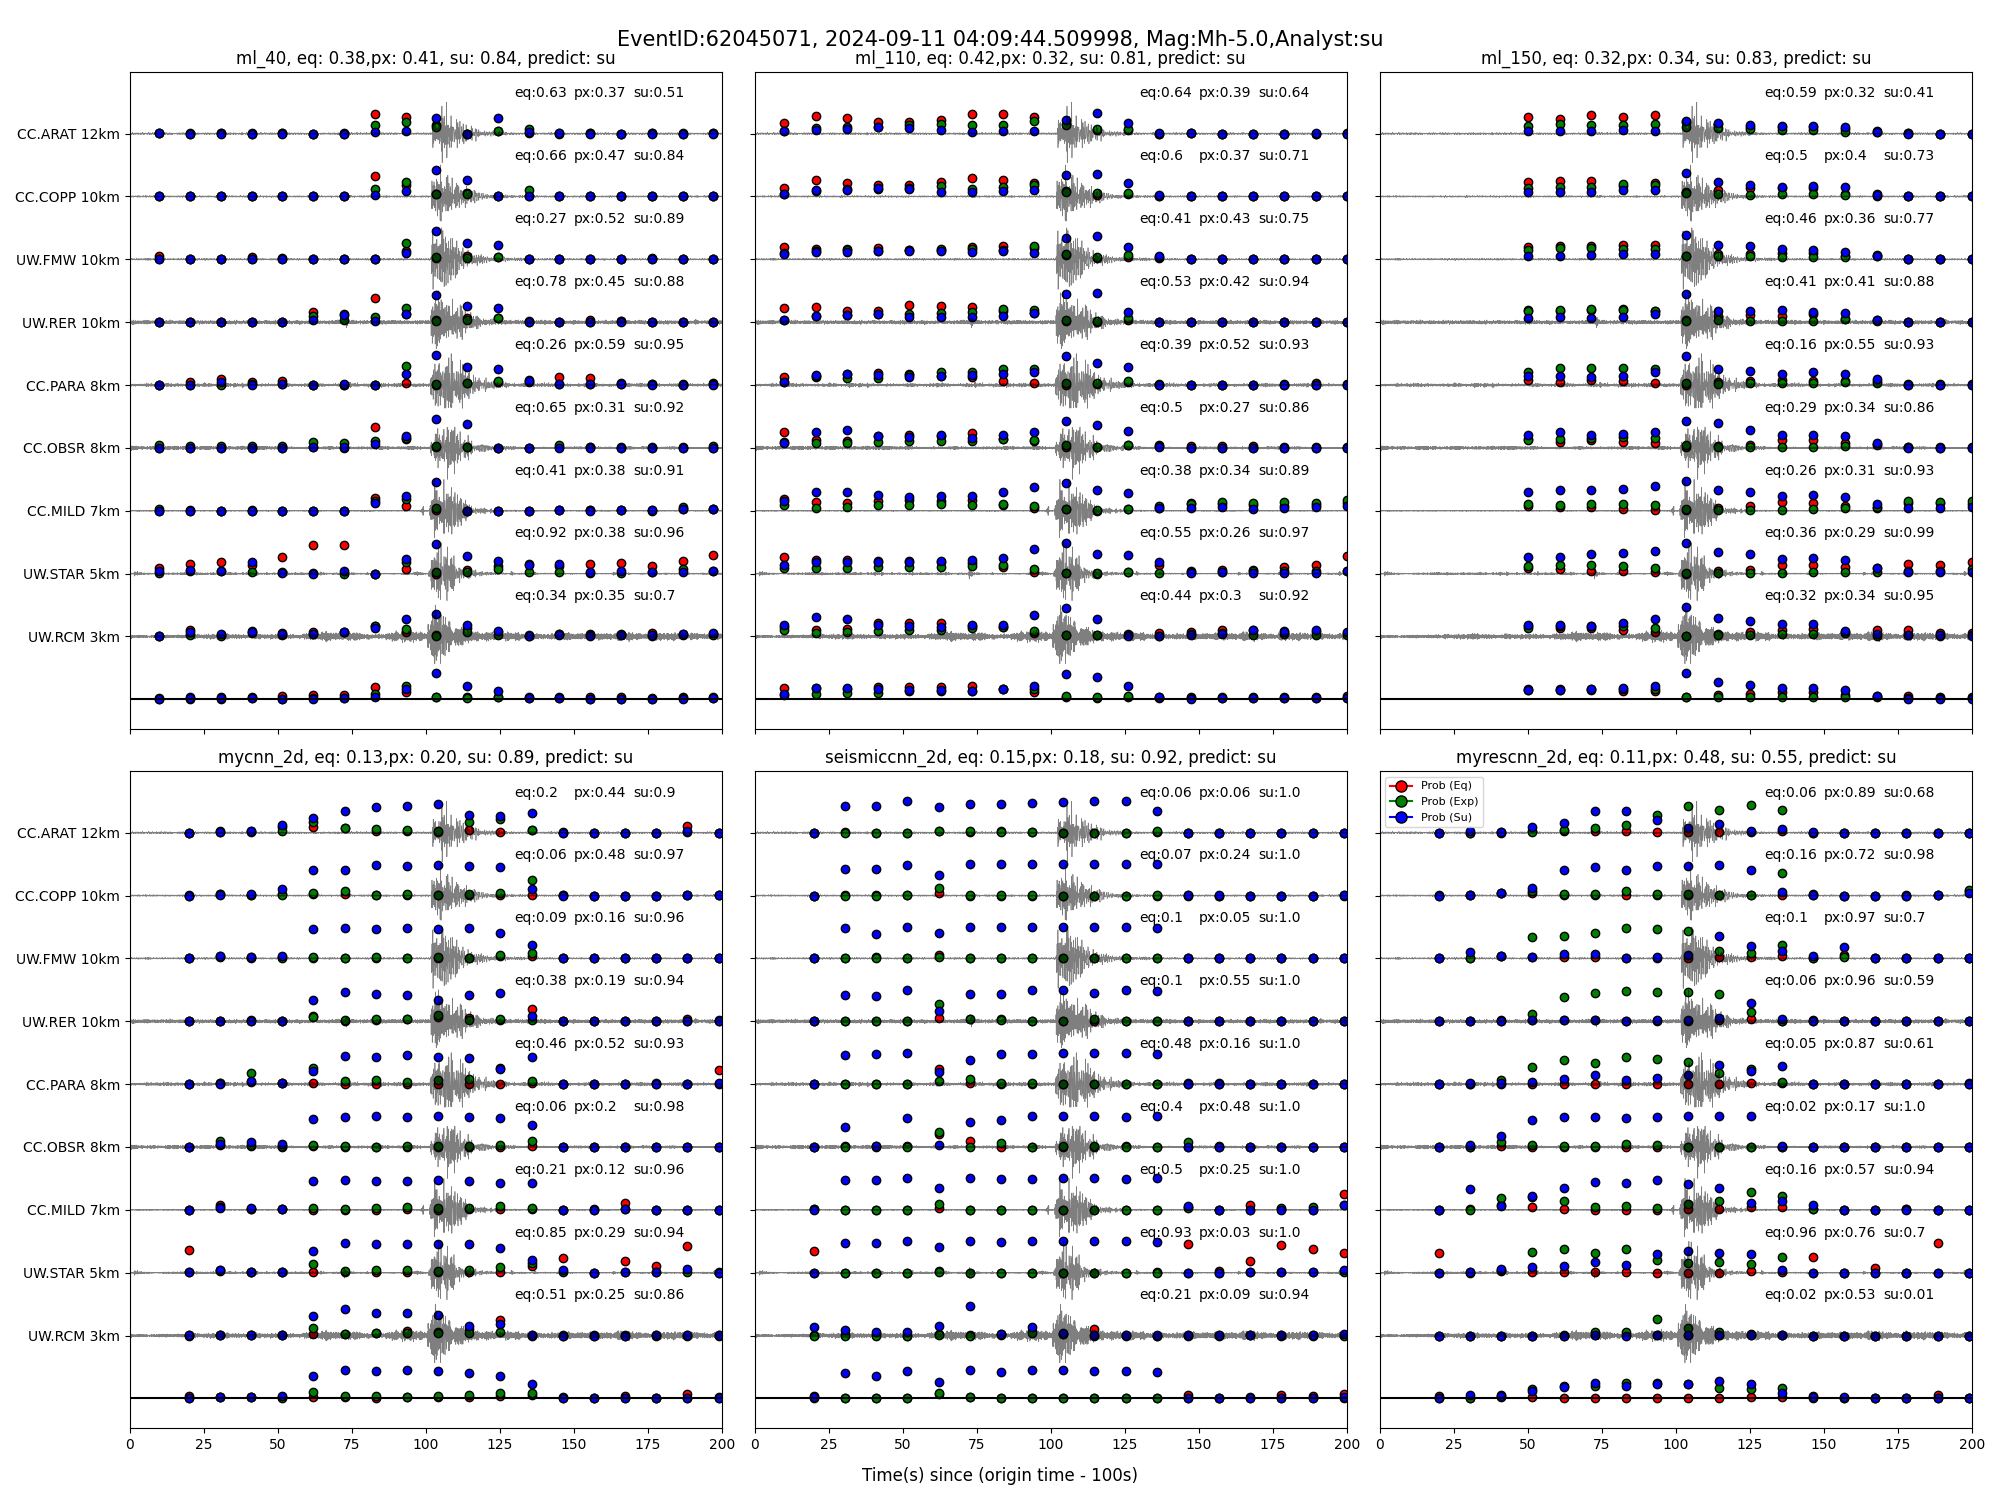 EventID:62045071, 2024-09-11 04:09:44.509998, Mag:Mh-5.0,Analyst:su
ml_40, eq: 0.38,px: 0.41, su: 0.84, predict: su
eq:0.63 px:0.37 su:0.51
CC.ARAT 12km
eq:0.66 px:0.47 su:0.84
CC.COPP 10km
eq:0.27 px:0.52 su:0.89
UW.FMW 10km
eq:0.78 px:0.45 su:0.88
UW.RER 10km
eq:0.26 px:0.59 su:0.95
CC.PARA 8km
eq:0.65 px:0.31 su:0.92
CC.OBSR 8km
eq:0.41 px:0.38 su:0.91
CC.MILD 7km
eq:0.92 px:0.38 su:0.96
UW.STAR 5km
eq:0.34 px:0.35 su:0.7
UW.RCM 3km
ml_110, eq: 0.42,px: 0.32, su: 0.81, predict: su
eq:0.64 px:0.39 su:0.64
eq:0.6 px:0.37 su:0.71
eq:0.41 px:0.43 su:0.75
eq:0.53 px:0.42 su:0.94
eq:0.39 px:0.52 su:0.93
eq:0.5 px:0.27 su:0.86
eq:0.38 px:0.34 su:0.89
eq:0.55 px:0.26 su:0.97
eq:0.44 px:0.3 su:0.92
ml_150, eq: 0.32,px: 0.34, su: 0.83, predict: su
eq:0.59 px:0.32 su:0.41
eq:0.5 px:0.4 su:0.73
eq:0.46 px:0.36 su:0.77
eq:0.41 px:0.41 su:0.88
eq:0.16 px:0.55 su:0.93
eq:0.29 px:0.34 su:0.86
eq:0.26 px:0.31 su:0.93
eq:0.36 px:0.29 su:0.99
eq:0.32 px:0.34 su:0.95
mycnn_2d, eq: 0.13,px: 0.20, su: 0.89, predict: su
eq:0.2 px:0.44 su:0.9
CC.ARAT 12km
eq:0.06 px:0.48 su:0.97
CC.COPP 10km
eq:0.09 px:0.16 su:0.96
UW.FMW 10km
eq:0.38 px:0.19 su:0.94
UW.RER 10km
eq:0.46 px:0.52 su:0.93
CC.PARA 8km
eq:0.06 px:0.2 su:0.98
CC.OBSR 8km
eq:0.21 px:0.12 su:0.96
CC.MILD 7km
eq:0.85 px:0.29 su:0.94
UW.STAR 5km
eq:0.51 px:0.25 su:0.86
UW.RCM 3km
0 25 50 75 100 125 150 175 200
seismiccnn_2d, eq: 0.15,px: 0.18, su: 0.92, predict: su
eq:0.06 px:0.06 su:1.0
eq:0.07 px:0.24 su:1.0
eq:0.1 px:0.05 su:1.0
eq:0.1 px:0.55 su:1.0
eq:0.48 px:0.16 su:1.0
eq:0.4 px:0.48 su:1.0
eq:0.5 px:0.25 su:1.0
eq:0.93 px:0.03 su:1.0
eq:0.21 px:0.09 su:0.94
0 25 50 75 100 125 150 175 200
myrescnn_2d, eq: 0.11,px: 0.48, su: 0.55, predict: su
Prob (Eq)
Prob (Exp)
Prob (Su)
eq:0.06 px:0.89 su:0.68
eq:0.16 px:0.72 su:0.98
eq:0.1 px:0.97 su:0.7
eq:0.06 px:0.96 su:0.59
eq:0.05 px:0.87 su:0.61
eq:0.02 px:0.17 su:1.0
eq:0.16 px:0.57 su:0.94
eq:0.96 px:0.76 su:0.7
eq:0.02 px:0.53 su:0.01
0 25 50 75 100 125 150 175 200
Time(s) since (origin time - 100s)